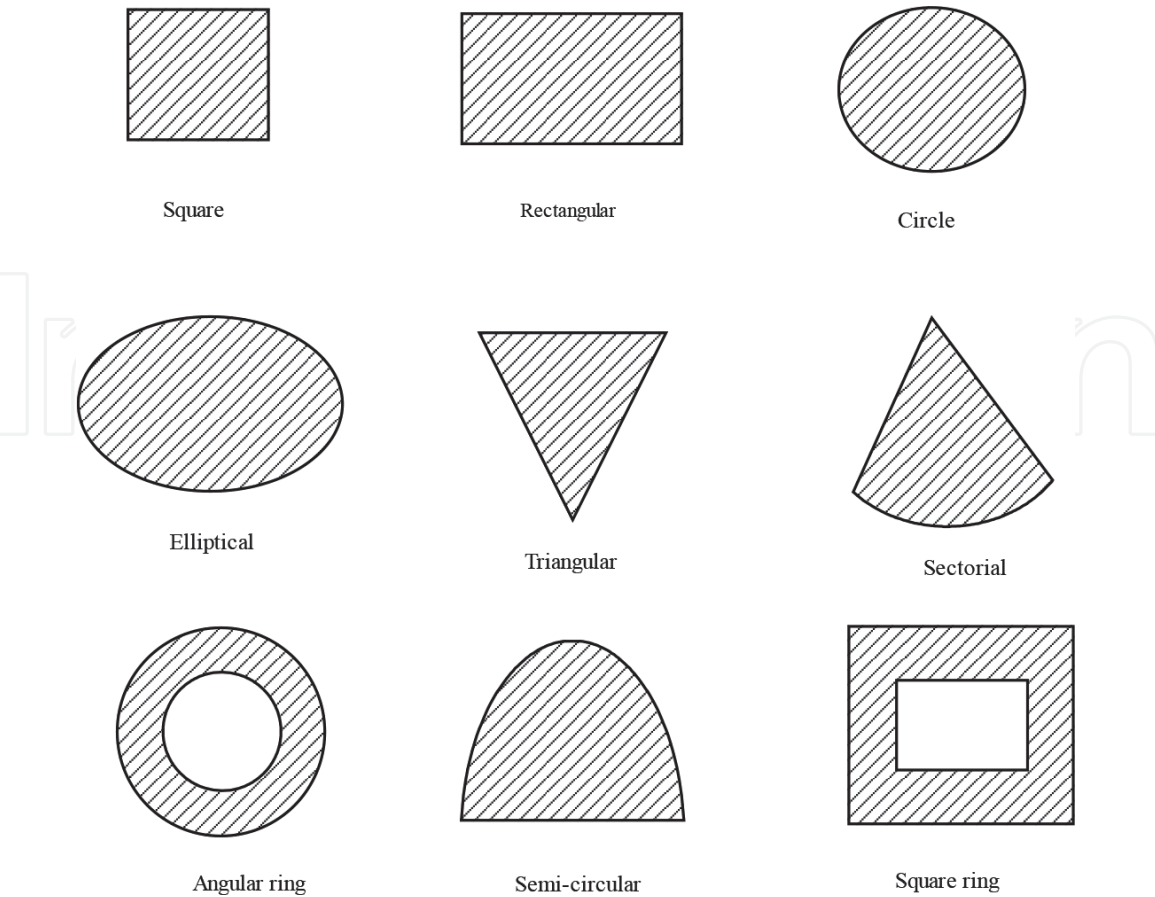 Square
Rectangular
Circle
Elliptical
Triangular
Sectorial
Angular ring
Semi-circular
Square ring